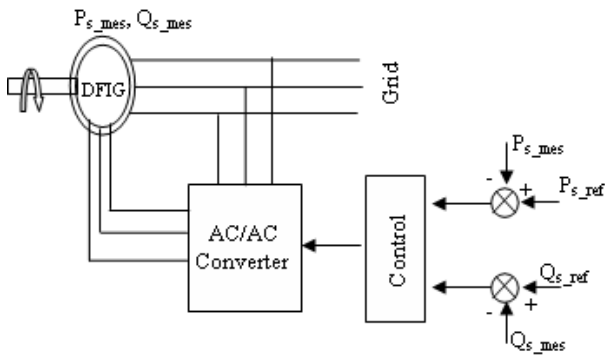 P_s_mes, Q_s_mes
DFIG
Grid
P_s_mes
-
+
P_s_ref
AC/AC
Converter
Control
Q_s_ref
-
+
Q_s_mes